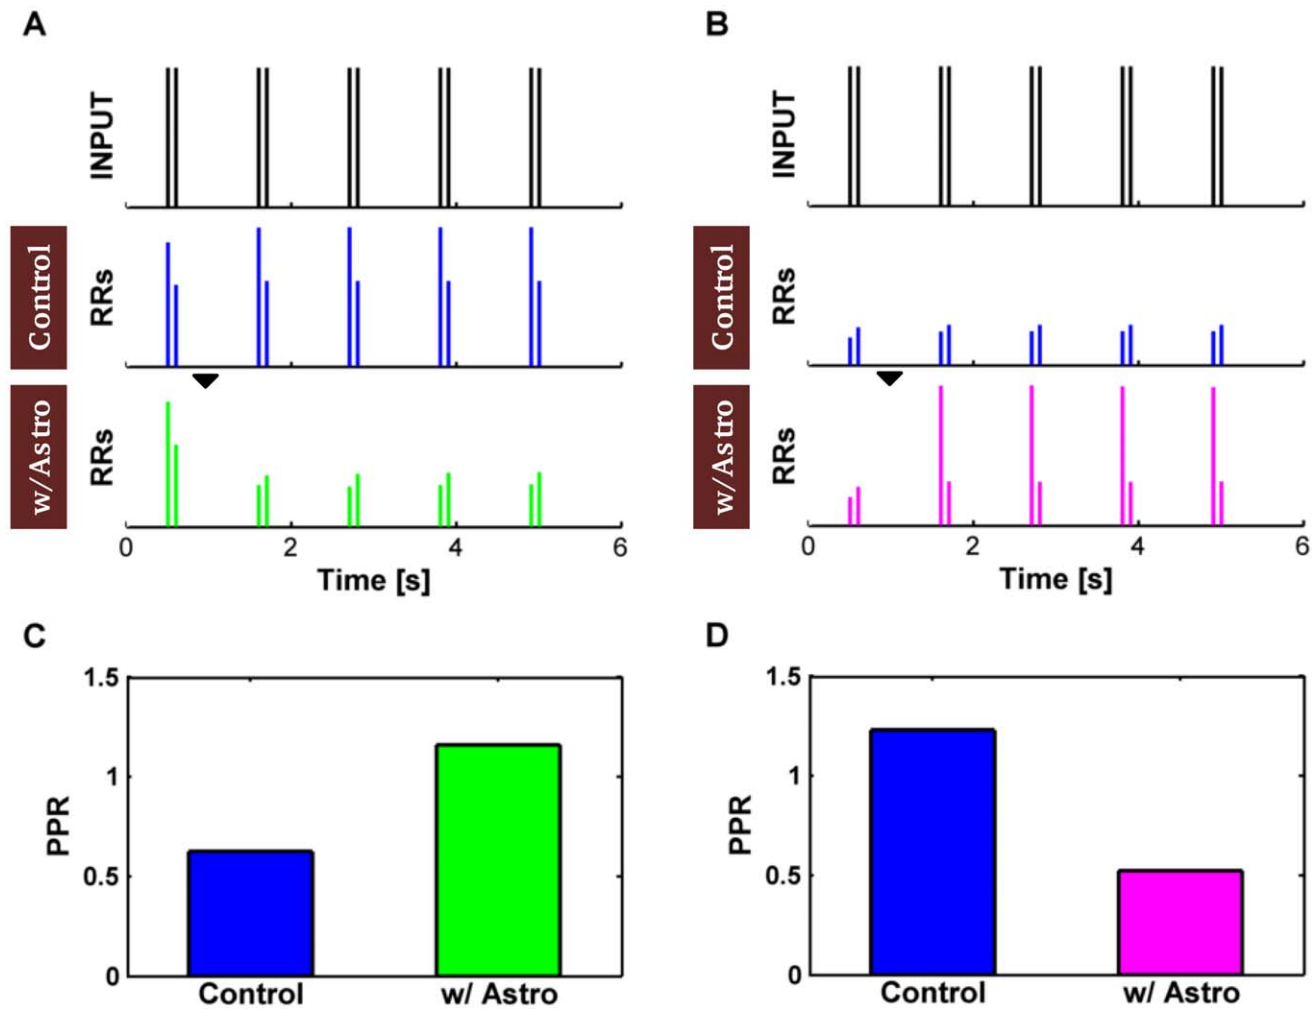 A
B
INPUT
INPUT
Control
RRs
Control
RRs
w/Astro
RRs
w/Astro
RRs
0 2 4 6
0 2 4 6
Time [s]
Time [s]
C
D
1.5
1
0.5
0
PPR
Control w/ Astro
1.5
1
0.5
0
PPR
Control w/ Astro